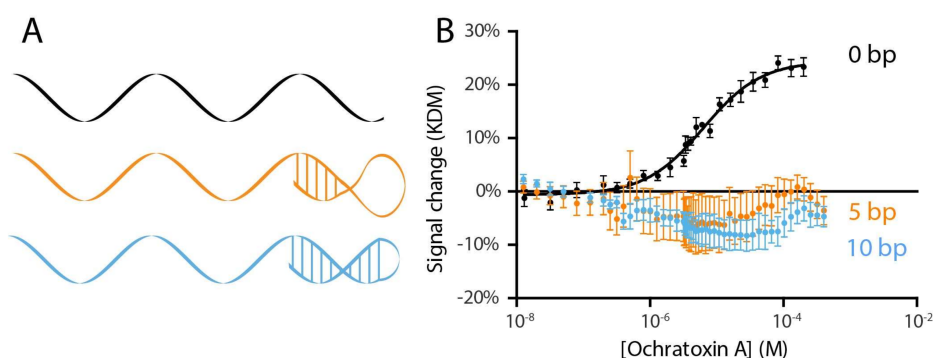 A
B
30%
20%
10%
0%
-10%
-20%
Signal change (KDM)
0 bp
5 bp
10 bp
10-8
10-6
10-4
10-2
[Ochratoxin A] (M)